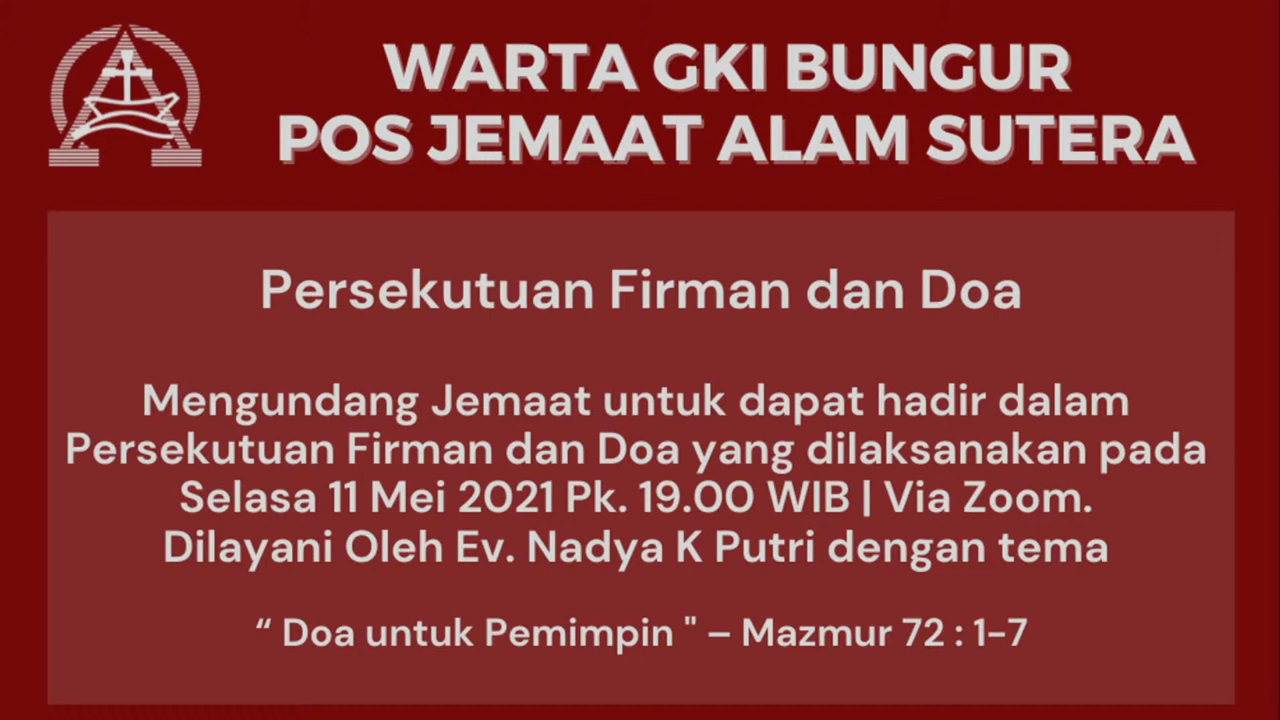 WARTA GKI BUNGUR
POS JEMAAT ALAM SUTERA
Persekutuan Firman dan Doa
Mengundang Jemaat untuk dapat hadir dalam
Persekutuan Firman dan Doa yang dilaksanakan pada
Selasa 11 Mei 2021 Pk. 19.00 WIB | Via Zoom.
Dilayani Oleh Ev. Nadya K Putri dengan tema
“ Doa untuk Pemimpin " – Mazmur 72 : 1-7